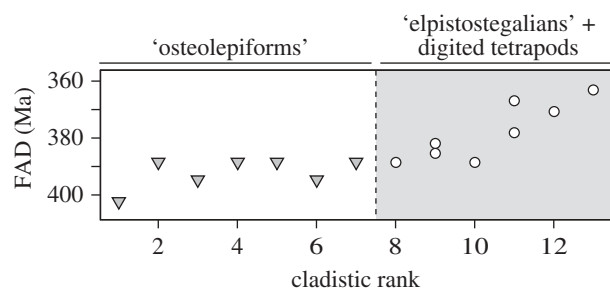 ‘elpistostegalians’ +
‘osteolepiforms’ digited tetrapods
360
380
400
FAD (Ma)
2 4 6 8 10 12
cladistic rank